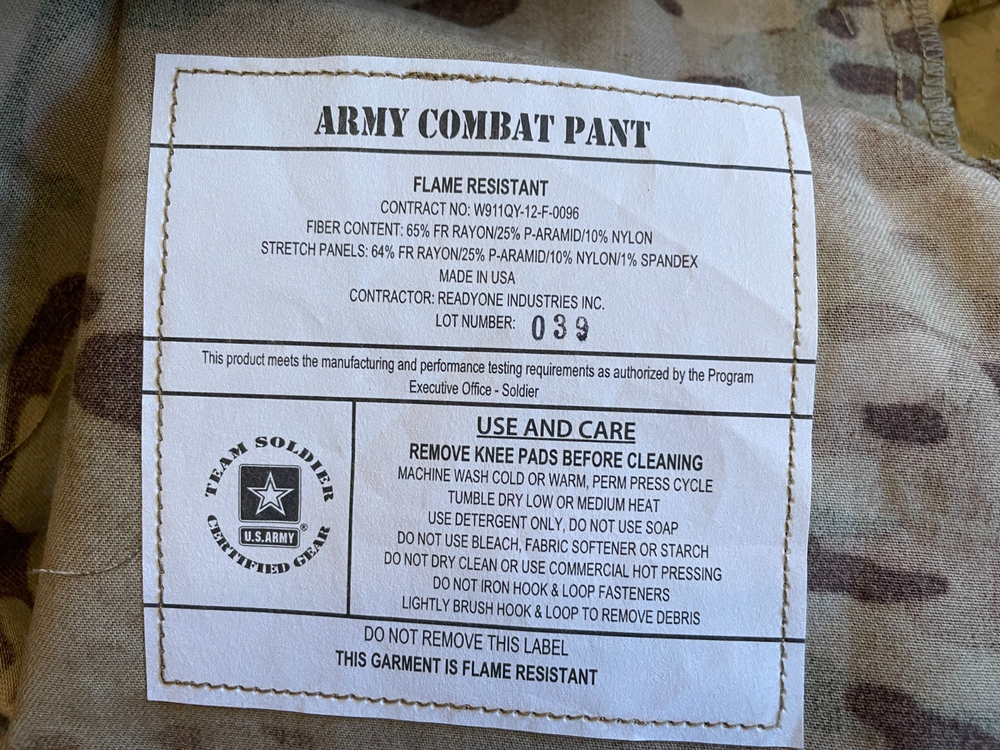 ARMY COMBAT PANT
FLAME RESISTANT
CONTRACT NO: W911QY-12-F-0096
FIBER CONTENT: 65% FR RAYON/25% P-ARAMID/10% NYLON
STRETCH PANELS: 64% FR RAYON/25% P-ARAMID/10% NYLON/1% SPANDEX
MADE IN USA
CONTRACTOR: READYONE INDUSTRIES INC.
LOT NUMBER: 039
This product meets the manufacturing and performance testing requirements as authorized by the Program
Executive Office - Soldier
TEAM SOLDIER
U.S.ARMY®
CERTIFIED GEAR
USE AND CARE
REMOVE KNEE PADS BEFORE CLEANING
MACHINE WASH COLD OR WARM, PERM PRESS CYCLE
TUMBLE DRY LOW OR MEDIUM HEAT
USE DETERGENT ONLY, DO NOT USE SOAP
DO NOT USE BLEACH, FABRIC SOFTENER OR STARCH
DO NOT DRY CLEAN OR USE COMMERCIAL HOT PRESSING
DO NOT IRON HOOK & LOOP FASTENERS
LIGHTLY BRUSH HOOK & LOOP TO REMOVE DEBRIS
DO NOT REMOVE THIS LABEL
THIS GARMENT IS FLAME RESISTANT